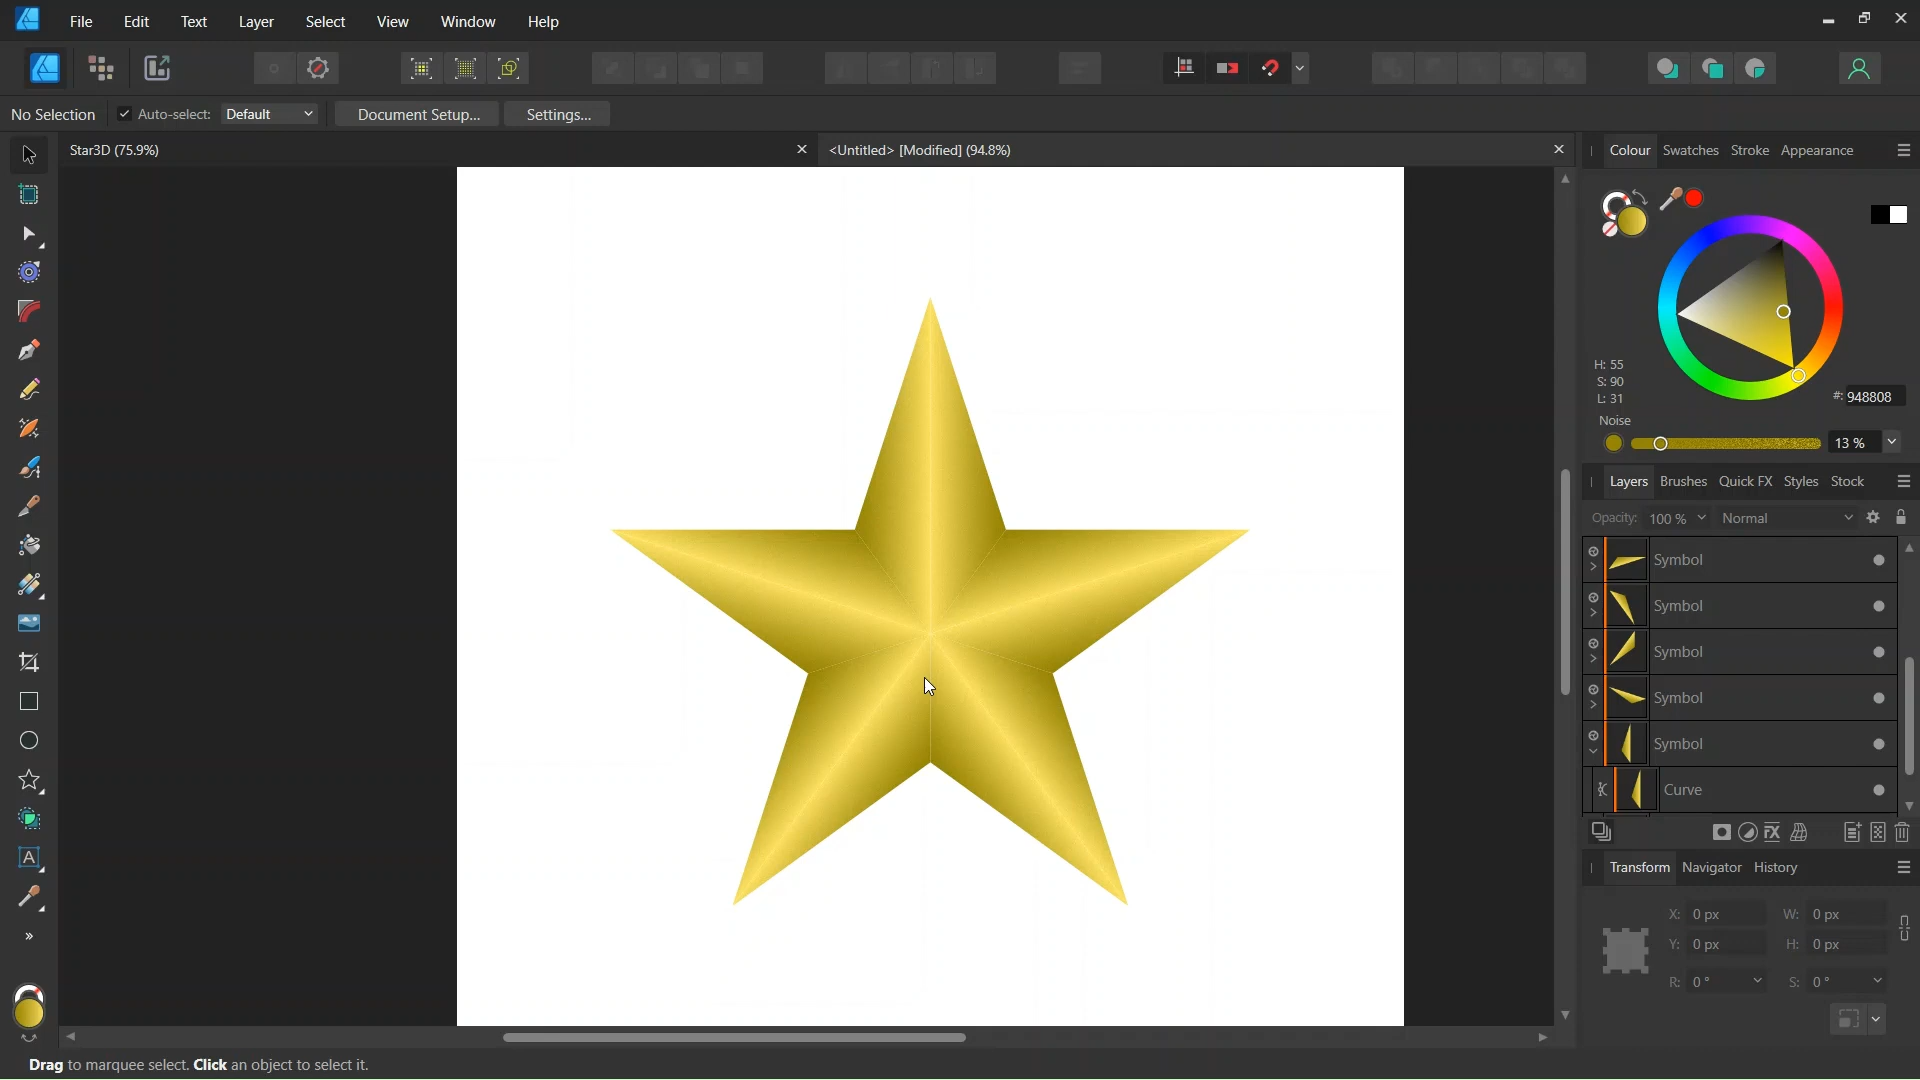 File Edit Text Layer Select View Window Help
No Selection Auto-select: Default Document Setup... Settings...
Star3D (75.9%) <Untitled> [Modified] (94.8%)
Colour Swatches Stroke Appearance
H: 55
S: 90
L: 31
#: 948808
Noise
13 %
Layers Brushes Quick FX Styles Stock
Opacity: 100 % Normal
Symbol
Symbol
Symbol
Symbol
Symbol
Curve
Transform Navigator History
X: 0 px W: 0 px
Y: 0 px H: 0 px
R: 0 ° S: 0 °
Drag to marquee select. Click an object to select it.